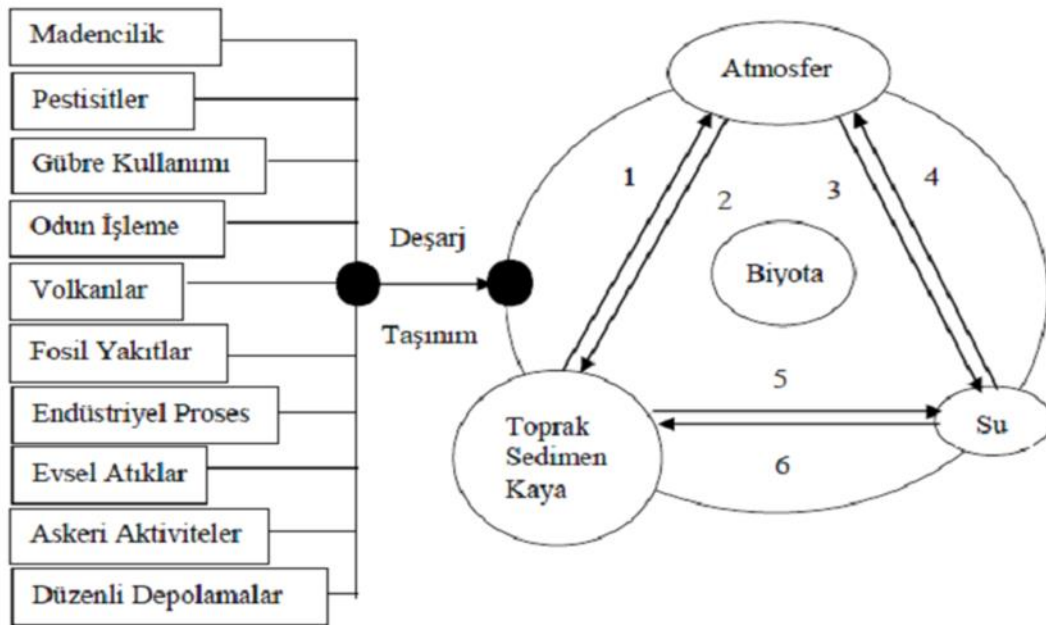 Madencilik
Pestisitler
Gübre Kullanımı
Odun İşleme
Volkanlar
Fosil Yakıtlar
Endüstriyel Proses
Evsel Atıklar
Askeri Aktiviteler
Düzenli Depolamalar
Deşarj
Taşınım
Atmosfer
1
2
3
4
Biyota
5
6
Toprak
Sedimen
Kaya
Su